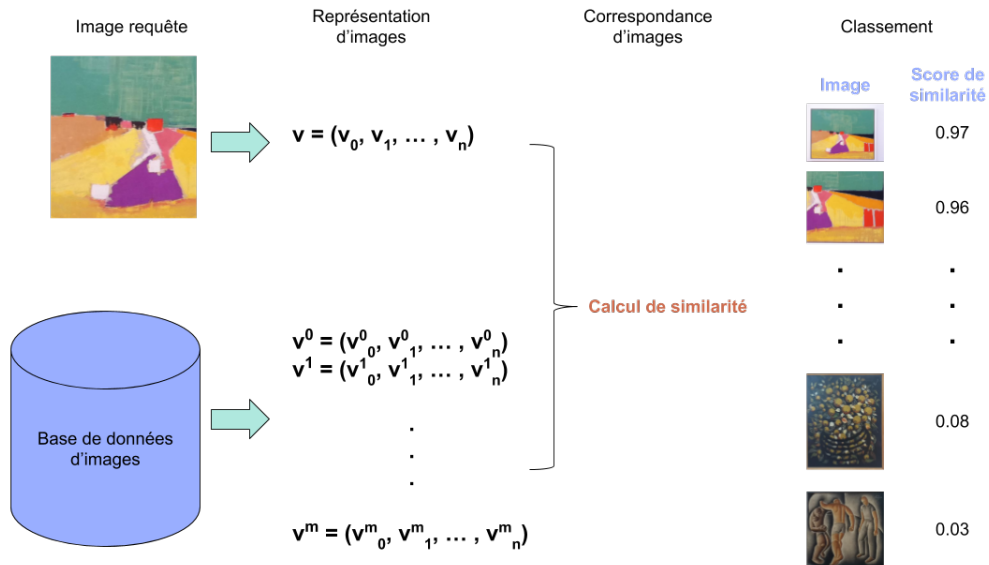 Image requête
Représentation
d'images
Correspondance
d'images
Classement
Image
Score de
similarité
v = (v₀, v₁, … , vₙ)
0.97
0.96
.
.
.
.
.
.
Calcul de similarité
v⁰ = (v⁰₀, v⁰₁, … , v⁰ₙ)
v¹ = (v¹₀, v¹₁, … , v¹ₙ)
.
.
.
Base de données
d'images
0.08
vᵐ = (vᵐ₀, vᵐ₁, … , vᵐₙ)
0.03